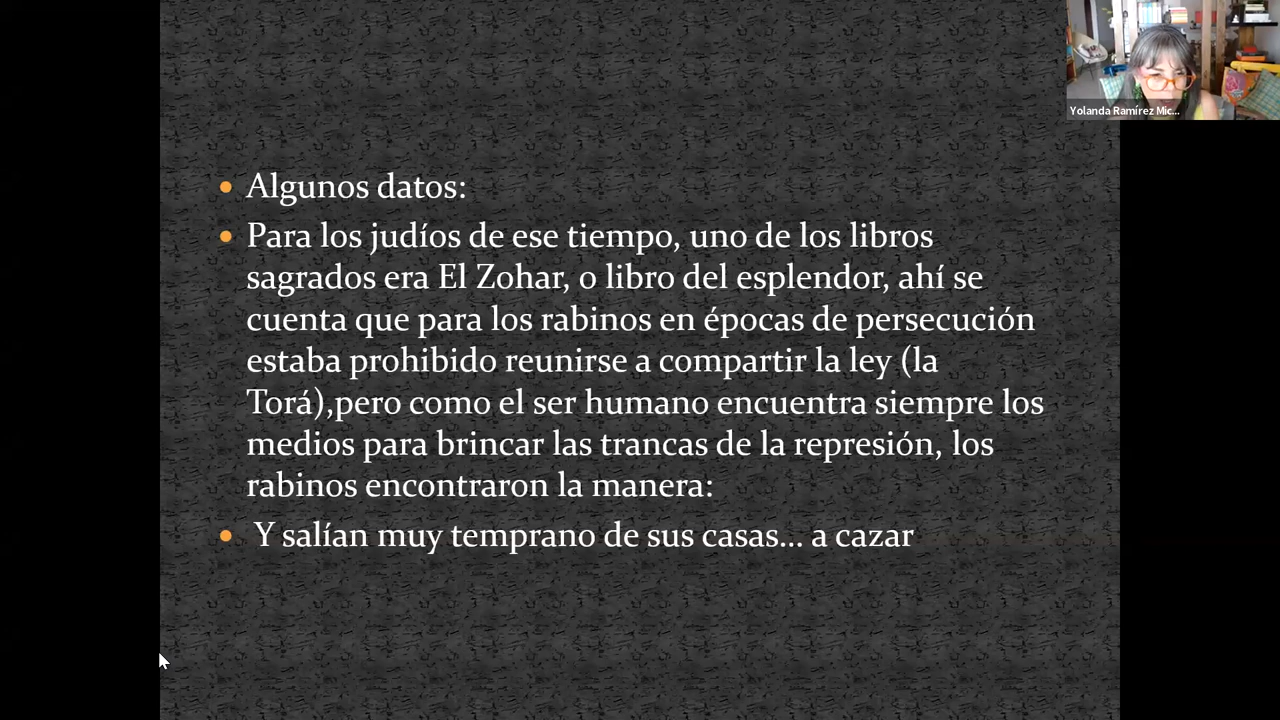 Yolanda Ramírez Mic...
Algunos datos:
Para los judíos de ese tiempo, uno de los libros
sagrados era El Zohar, o libro del esplendor, ahí se
cuenta que para los rabinos en épocas de persecución
estaba prohibido reunirse a compartir la ley (la
Torá),pero como el ser humano encuentra siempre los
medios para brincar las trancas de la represión, los
rabinos encontraron la manera:
Y salían muy temprano de sus casas... a cazar